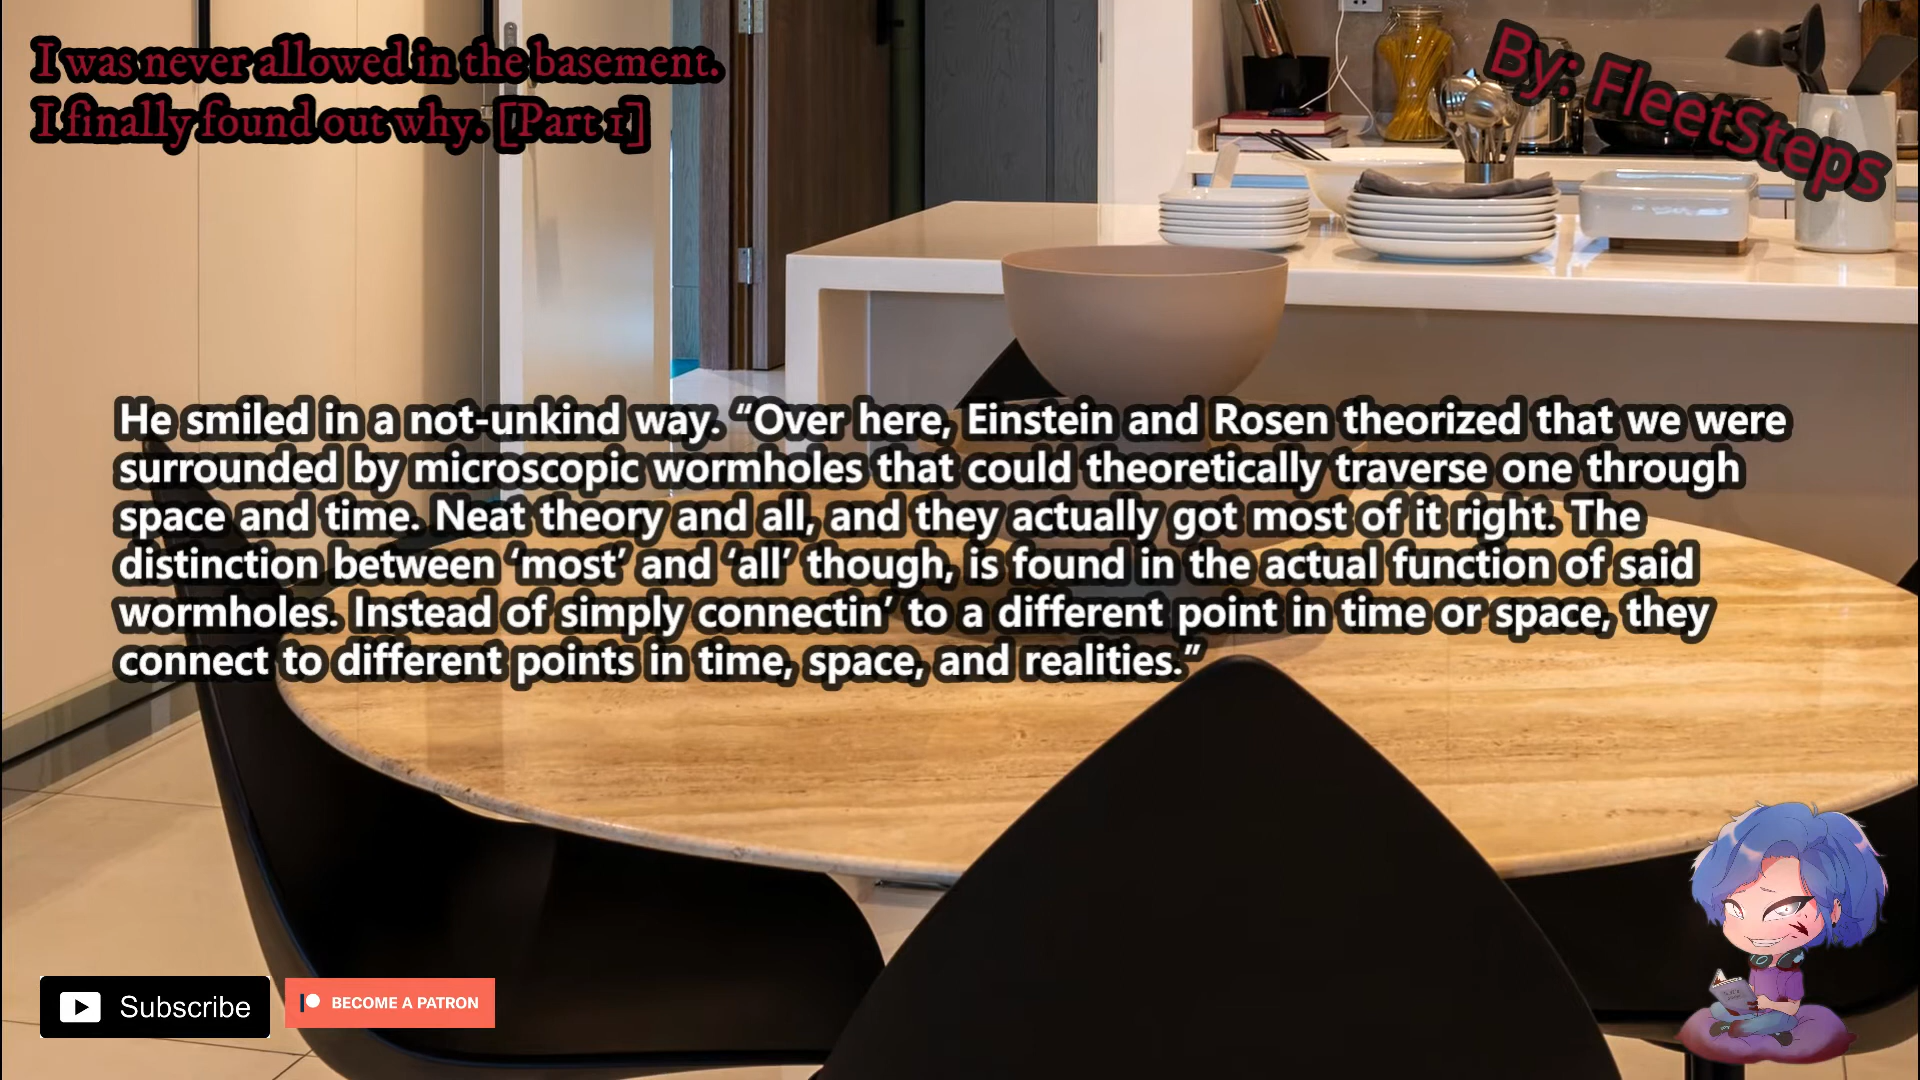 I was never allowed in the basement.
I finally found out why. [Part 1]
By: FleetSteps
He smiled in a not-unkind way. “Over here, Einstein and Rosen theorized that we were
surrounded by microscopic wormholes that could theoretically traverse one through
space and time. Neat theory and all, and they actually got most of it right. The
distinction between ‘most’ and ‘all’ though, is found in the actual function of said
wormholes. Instead of simply connectin’ to a different point in time or space, they
connect to different points in time, space, and realities.”
Subscribe
BECOME A PATRON